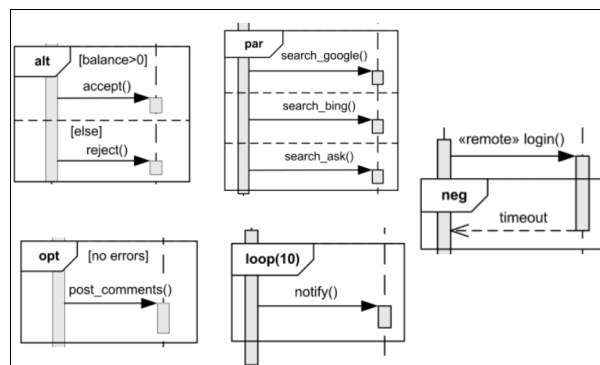 alt
[balance>0]
accept()
[else]
reject()
par
search_google()
search_bing()
search_ask()
«remote» login()
neg
timeout
opt
[no errors]
post_comments()
loop(10)
notify()